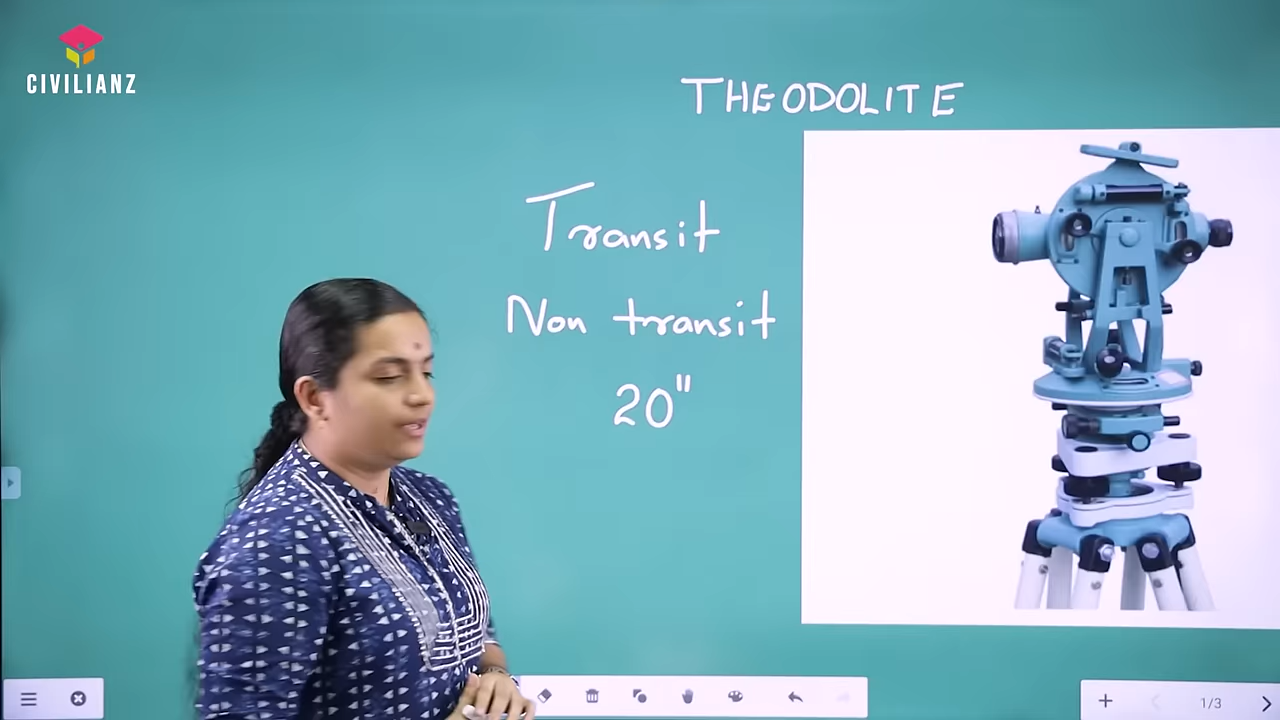 CIVILIANZ
THEODOLITE
Transit
Non transit
20"
1/3